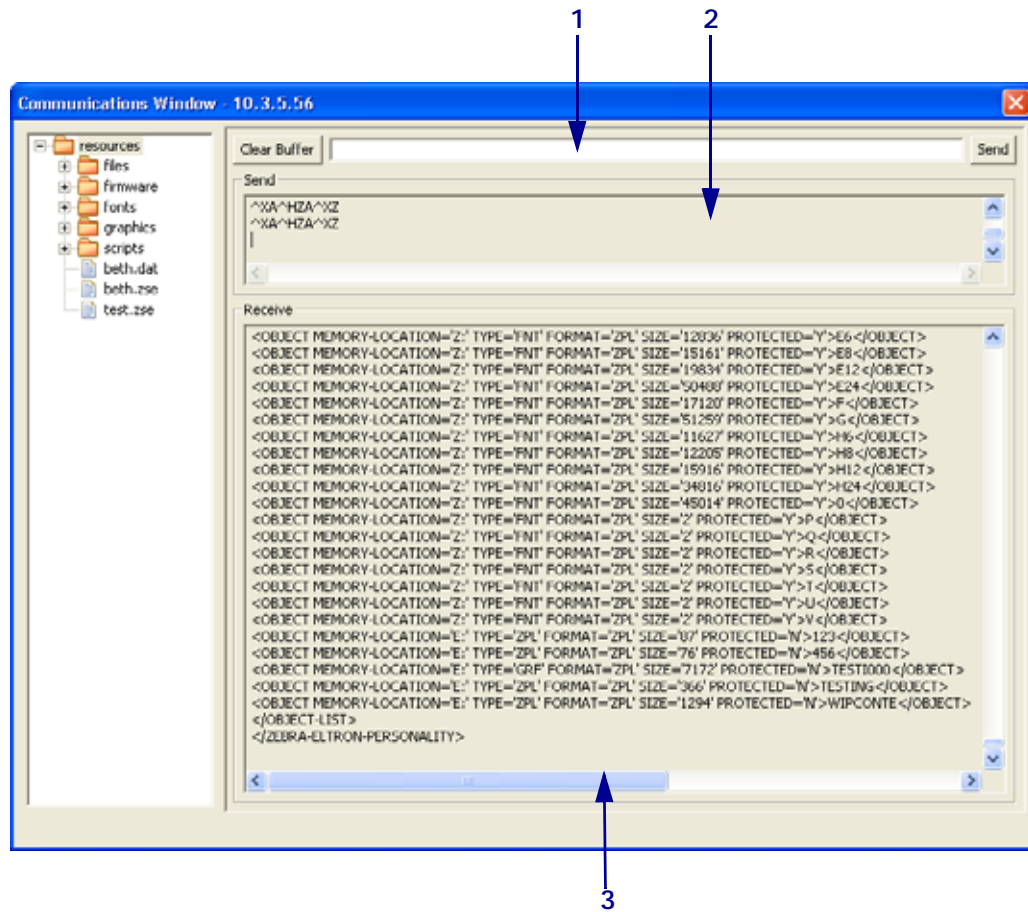 1
2
Communications Window - 10.3.5.56
resources
files
firmware
fonts
graphics
scripts
beth.dat
beth.zse
test.zse
Clear Buffer
Send
Send
^XA^HZA^XZ
^XA^HZA^XZ
Receive
<OBJECT MEMORY-LOCATION='Z:' TYPE='FNT' FORMAT='ZPL' SIZE='12836' PROTECTED='Y'>E6</OBJECT>
<OBJECT MEMORY-LOCATION='Z:' TYPE='FNT' FORMAT='ZPL' SIZE='15161' PROTECTED='Y'>E8</OBJECT>
<OBJECT MEMORY-LOCATION='Z:' TYPE='FNT' FORMAT='ZPL' SIZE='19834' PROTECTED='Y'>E12</OBJECT>
<OBJECT MEMORY-LOCATION='Z:' TYPE='FNT' FORMAT='ZPL' SIZE='50488' PROTECTED='Y'>E24</OBJECT>
<OBJECT MEMORY-LOCATION='Z:' TYPE='FNT' FORMAT='ZPL' SIZE='17120' PROTECTED='Y'>F</OBJECT>
<OBJECT MEMORY-LOCATION='Z:' TYPE='FNT' FORMAT='ZPL' SIZE='51259' PROTECTED='Y'>G</OBJECT>
<OBJECT MEMORY-LOCATION='Z:' TYPE='FNT' FORMAT='ZPL' SIZE='11627' PROTECTED='Y'>H6</OBJECT>
<OBJECT MEMORY-LOCATION='Z:' TYPE='FNT' FORMAT='ZPL' SIZE='12205' PROTECTED='Y'>H8</OBJECT>
<OBJECT MEMORY-LOCATION='Z:' TYPE='FNT' FORMAT='ZPL' SIZE='15916' PROTECTED='Y'>H12</OBJECT>
<OBJECT MEMORY-LOCATION='Z:' TYPE='FNT' FORMAT='ZPL' SIZE='34816' PROTECTED='Y'>H24</OBJECT>
<OBJECT MEMORY-LOCATION='Z:' TYPE='FNT' FORMAT='ZPL' SIZE='45014' PROTECTED='Y'>0</OBJECT>
<OBJECT MEMORY-LOCATION='Z:' TYPE='FNT' FORMAT='ZPL' SIZE='2' PROTECTED='Y'>P</OBJECT>
<OBJECT MEMORY-LOCATION='Z:' TYPE='FNT' FORMAT='ZPL' SIZE='2' PROTECTED='Y'>Q</OBJECT>
<OBJECT MEMORY-LOCATION='Z:' TYPE='FNT' FORMAT='ZPL' SIZE='2' PROTECTED='Y'>R</OBJECT>
<OBJECT MEMORY-LOCATION='Z:' TYPE='FNT' FORMAT='ZPL' SIZE='2' PROTECTED='Y'>S</OBJECT>
<OBJECT MEMORY-LOCATION='Z:' TYPE='FNT' FORMAT='ZPL' SIZE='2' PROTECTED='Y'>T</OBJECT>
<OBJECT MEMORY-LOCATION='Z:' TYPE='FNT' FORMAT='ZPL' SIZE='2' PROTECTED='Y'>U</OBJECT>
<OBJECT MEMORY-LOCATION='Z:' TYPE='FNT' FORMAT='ZPL' SIZE='2' PROTECTED='Y'>V</OBJECT>
<OBJECT MEMORY-LOCATION='E:' TYPE='ZPL' FORMAT='ZPL' SIZE='87' PROTECTED='N'>123</OBJECT>
<OBJECT MEMORY-LOCATION='E:' TYPE='ZPL' FORMAT='ZPL' SIZE='76' PROTECTED='N'>456</OBJECT>
<OBJECT MEMORY-LOCATION='E:' TYPE='GRF' FORMAT='ZPL' SIZE='7172' PROTECTED='N'>TESTI000</OBJECT>
<OBJECT MEMORY-LOCATION='E:' TYPE='ZPL' FORMAT='ZPL' SIZE='366' PROTECTED='N'>TESTING</OBJECT>
<OBJECT MEMORY-LOCATION='E:' TYPE='ZPL' FORMAT='ZPL' SIZE='1294' PROTECTED='N'>WIPCONTE</OBJECT>
</OBJECT-LIST>
</ZEBRA-ELTRON-PERSONALITY>
3